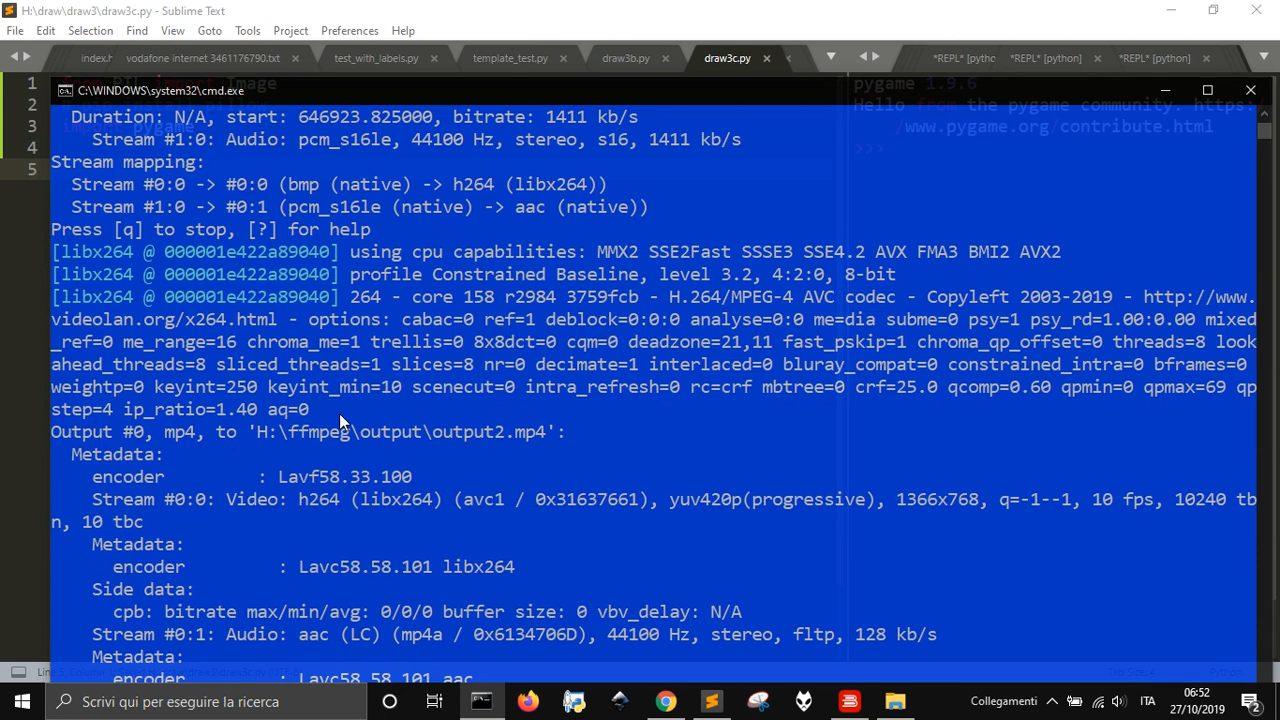 H:\draw\draw3\draw3c.py - Sublime Text
File Edit Selection Find View Goto Tools Project Preferences Help
index.h vodafone internet 3461176790.txt test_with_labels.py template_test.py draw3b.py draw3c.py *REPL* [pythc *REPL* [python] *REPL* [python]
1 from PIL import Image
2
3 import pygame
4
5
pygame 1.9.6
Hello from the pygame community. https:
/www.pygame.org/contribute.html
>>>
C:\WINDOWS\system32\cmd.exe
Duration: N/A, start: 646923.825000, bitrate: 1411 kb/s
Stream #1:0: Audio: pcm_s16le, 44100 Hz, stereo, s16, 1411 kb/s
Stream mapping:
Stream #0:0 -> #0:0 (bmp (native) -> h264 (libx264))
Stream #1:0 -> #0:1 (pcm_s16le (native) -> aac (native))
Press [q] to stop, [?] for help
[libx264 @ 000001e422a89040] using cpu capabilities: MMX2 SSE2Fast SSSE3 SSE4.2 AVX FMA3 BMI2 AVX2
[libx264 @ 000001e422a89040] profile Constrained Baseline, level 3.2, 4:2:0, 8-bit
[libx264 @ 000001e422a89040] 264 - core 158 r2984 3759fcb - H.264/MPEG-4 AVC codec - Copyleft 2003-2019 - http://www.
videolan.org/x264.html - options: cabac=0 ref=1 deblock=0:0:0 analyse=0:0 me=dia subme=0 psy=1 psy_rd=1.00:0.00 mixed
_ref=0 me_range=16 chroma_me=1 trellis=0 8x8dct=0 cqm=0 deadzone=21,11 fast_pskip=1 chroma_qp_offset=0 threads=8 look
ahead_threads=8 sliced_threads=1 slices=8 nr=0 decimate=1 interlaced=0 bluray_compat=0 constrained_intra=0 bframes=0
weightp=0 keyint=250 keyint_min=10 scenecut=0 intra_refresh=0 rc=crf mbtree=0 crf=25.0 qcomp=0.60 qpmin=0 qpmax=69 qp
step=4 ip_ratio=1.40 aq=0
Output #0, mp4, to 'H:\ffmpeg\output\output2.mp4':
Metadata:
encoder : Lavf58.33.100
Stream #0:0: Video: h264 (libx264) (avc1 / 0x31637661), yuv420p(progressive), 1366x768, q=-1--1, 10 fps, 10240 tb
n, 10 tbc
Metadata:
encoder : Lavc58.58.101 libx264
Side data:
cpb: bitrate max/min/avg: 0/0/0 buffer size: 0 vbv_delay: N/A
Stream #0:1: Audio: aac (LC) (mp4a / 0x6134706D), 44100 Hz, stereo, fltp, 128 kb/s
Metadata:
encoder : Lavc58.58.101 aac
Tab Size: 4 Python
Scrivi qui per eseguire la ricerca
Collegamenti ITA 06:52
27/10/2019 2